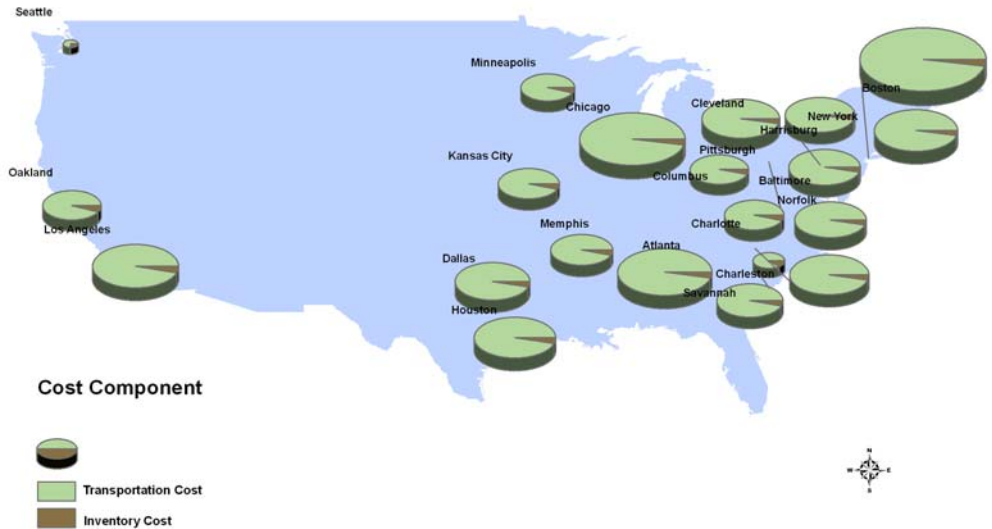 Seattle
Minneapolis
Chicago
Cleveland
Boston
New York
Harrisburg
Kansas City
Pittsburgh
Columbus
Baltimore
Oakland
Norfolk
Los Angeles
Memphis
Charlotte
Atlanta
Dallas
Charleston
Savannah
Houston
Cost Component
Transportation Cost
Inventory Cost
N
W
E
S